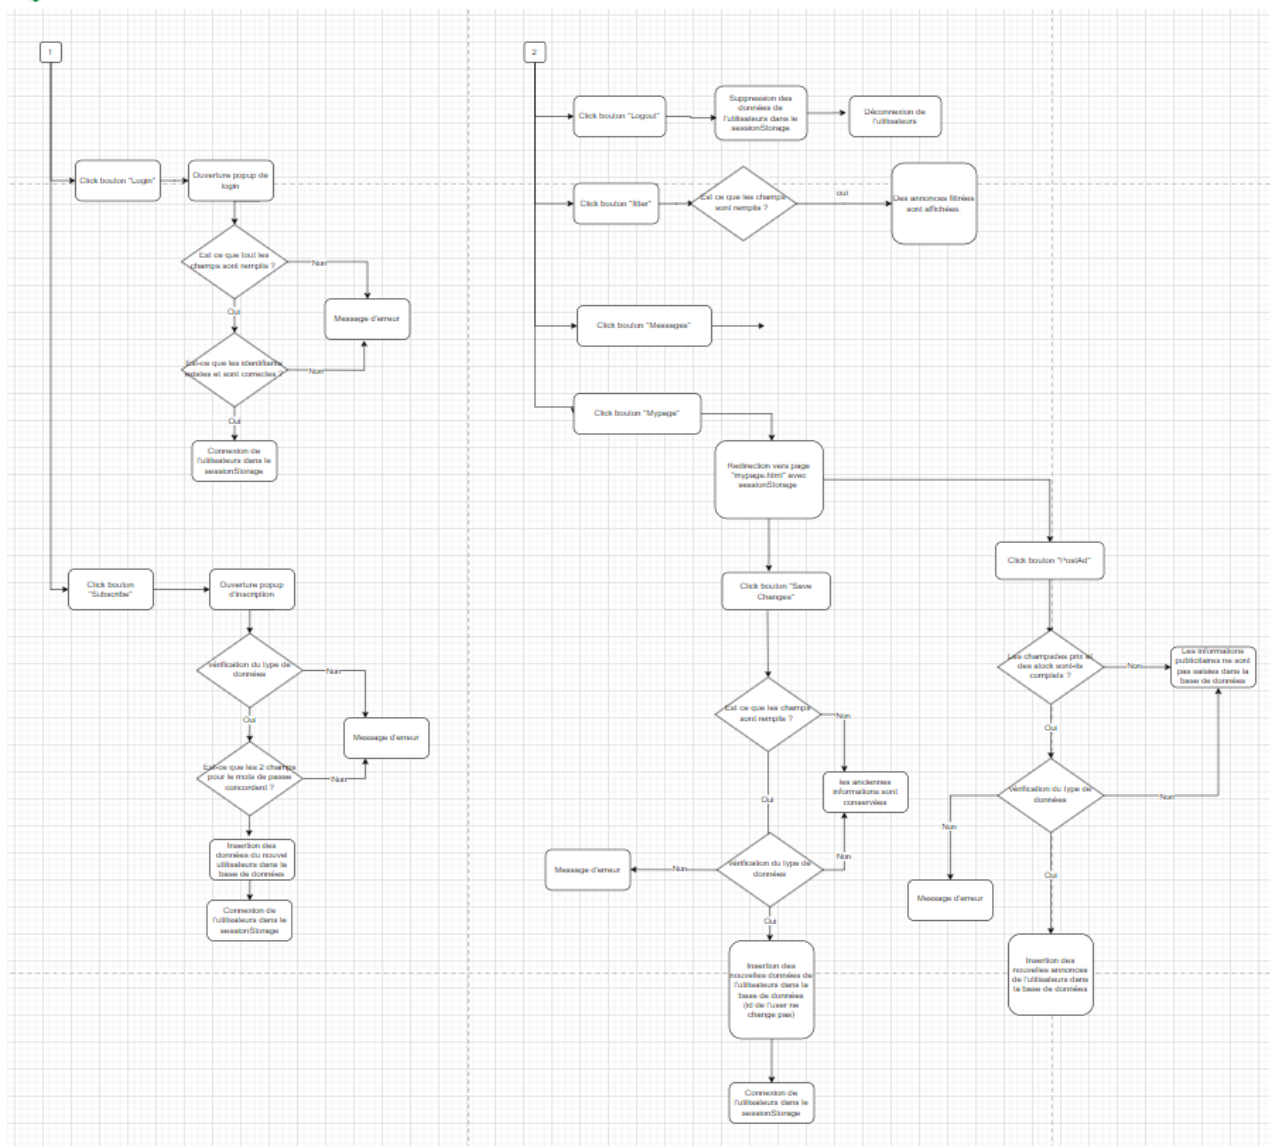 1
Click bouton "Login"
Ouverture popup de
login
Est ce que tout les
champs sont remplis ?
Non
Oui
Message d'erreur
Est-ce que les identifiants
existes et sont correctes ?
Non
Oui
Connexion de
l'utilisateurs dans le
sessionStorage
Click bouton
"Subscribe"
Ouverture popup
d'inscription
vérification du type de
données
Non
Oui
Message d'erreur
Est-ce que les 2 champs
pour le mots de passe
concordent ?
Non
Insertion des
données du nouvel
utilisateurs dans la
base de données
Connexion de
l'utilisateurs dans le
sessionStorage
2
Click bouton "Logout"
Suppression des
données de
l'utilisateurs dans le
sessionStorage
Déconnexion de
l'utilisateurs
Click bouton "filter"
Est ce que les champs
sont remplis ?
oui
Des annonces filtrées
sont affichées.
Click bouton "Messages"
Click bouton "Mypage"
Redirection vers page
"mypage.html" avec
sessionStorage
Click bouton "Save
Changes"
Est ce que les champs
sont remplis ?
Non
les anciennes
informations sont
conservées
Oui
vérification du type de
données
Non
Non
Message d'erreur
Oui
Insertion des
nouvelles données de
l'utilisateurs dans la
base de données
(id de l'user ne
change pas)
Connexion de
l'utilisateurs dans le
sessionStorage
Click bouton "PostAd"
Les champsdes prix et
des stock sont-ils
complets ?
Non
Les informations
publicitaires ne sont
pas saisies dans la
base de données
Oui
vérification du type de
données
Non
Non
Message d'erreur
Oui
Insertion des
nouvelles annonces
de l'utilisateurs dans
la base de données